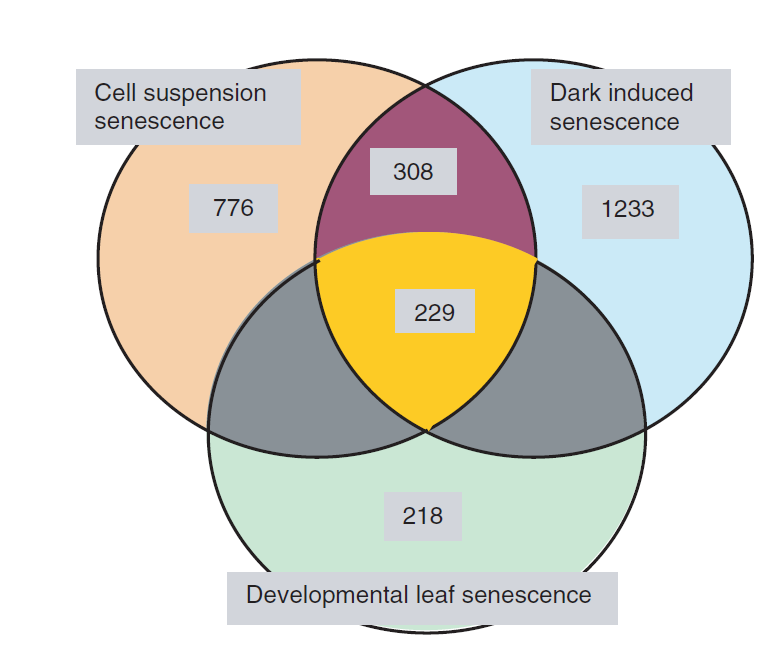 Cell suspension
senescence
Dark induced
senescence
308
776
1233
229
218
Developmental leaf senescence